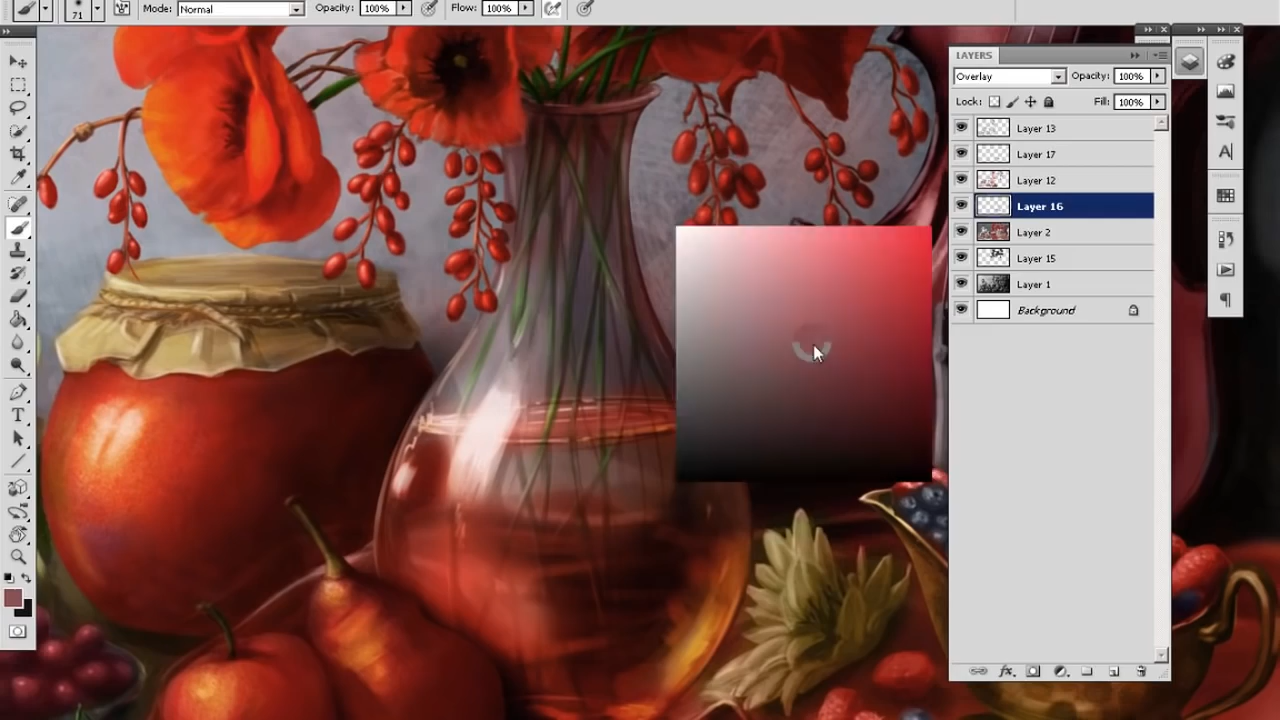 71
Mode: Normal
Opacity: 100%
Flow: 100%
LAYERS
Overlay
Opacity: 100%
Lock:
Fill: 100%
Layer 13
Layer 17
Layer 12
Layer 16
Layer 2
Layer 15
Layer 1
Background